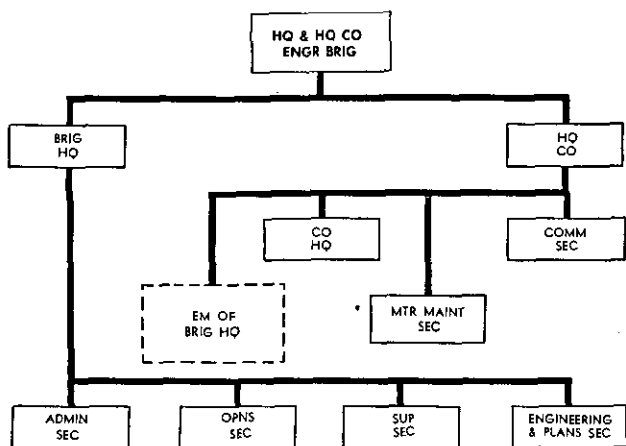 HQ & HQ CO
ENGR BRIG
BRIG
HQ
HQ
CO
CO
HQ
COMM
SEC
EM OF
BRIG HQ
MTR MAINT
SEC
ADMIN
SEC
OPNS
SEC
SUP
SEC
ENGINEERING
& PLANS SEC